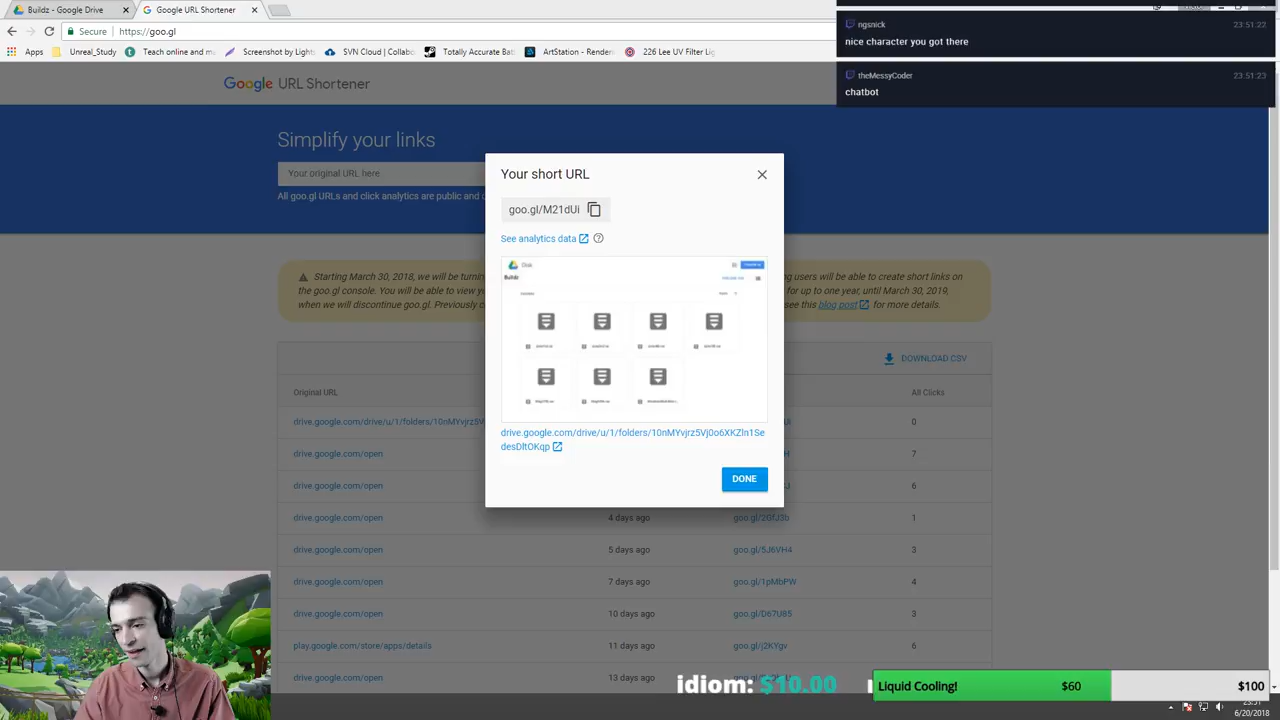 Buildz - Google Drive
Google URL Shortener
Secure
https://goo.gl
Apps
Unreal_Study
Teach online and m
Screenshot by Lights
SVN Cloud | Collab
Totally Accurate Bat
ArtStation - Renders
226 Lee UV Filter Lig
ngsnick
23:51:22
nice character you got there
theMessyCoder
23:51:23
chatbot
Google URL Shortener
Simplify your links
Your original URL here
All goo.gl URLs and click analytics are public and c
Your short URL
goo.gl/M21dUi
See analytics data
Buildz
Starting March 30, 2018, we will be turnin
ng users will be able to create short links on
the goo.gl console. You will be able to view y
for up to one year, until March 30, 2019,
when we will discontinue goo.gl. Previously c
see this blog post for more details.
DOWNLOAD CSV
Original URL
All Clicks
drive.google.com/drive/u/1/folders/10nMYvjrz5V
0
drive.google.com/drive/u/1/folders/10nMYvjrz5Vj0o6XKZln1Se
desDltOKqp
DONE
drive.google.com/open
7
drive.google.com/open
6
drive.google.com/open
4 days ago
goo.gl/2GfJ3b
1
drive.google.com/open
5 days ago
goo.gl/5J6VH4
3
drive.google.com/open
7 days ago
goo.gl/1pMbPW
4
drive.google.com/open
10 days ago
goo.gl/D67U85
3
play.google.com/store/apps/details
11 days ago
goo.gl/j2KYgv
6
drive.google.com/open
13 days ago
idiom: $10.00
Liquid Cooling!
$60
$100
23:51
6/20/2018